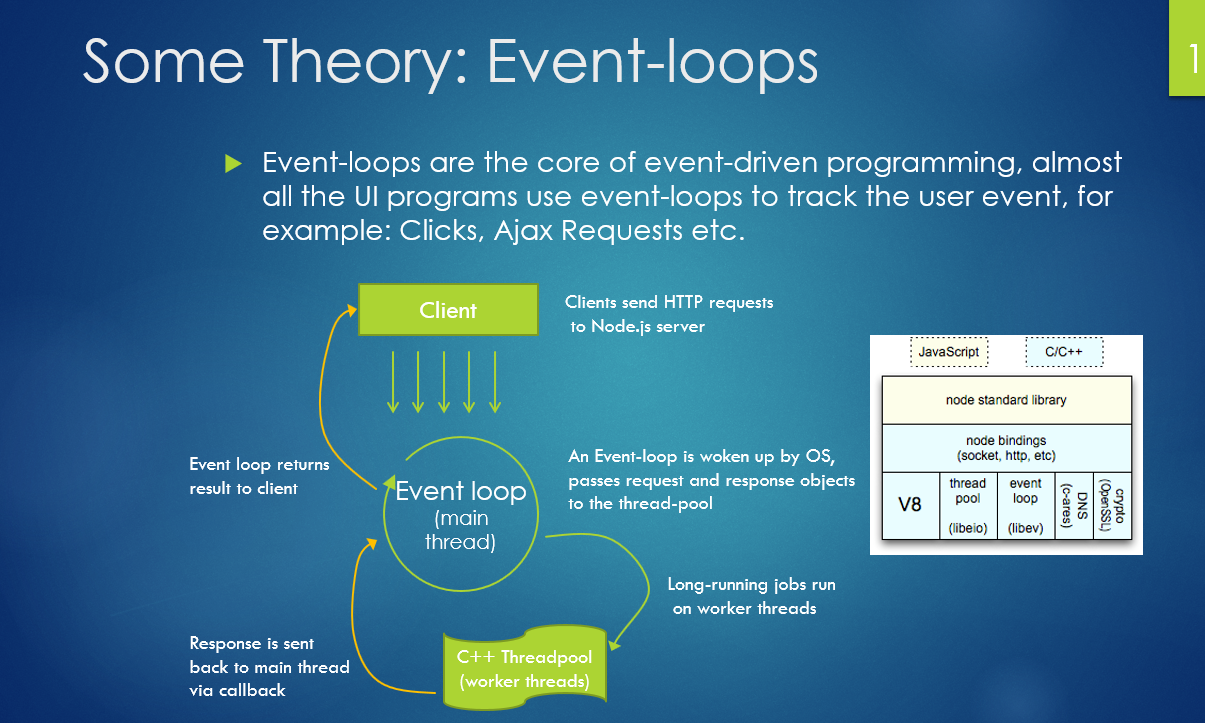 Some Theory: Event-loops
1
Event-loops are the core of event-driven programming, almost
all the UI programs use event-loops to track the user event, for
example: Clicks, Ajax Requests etc.
Client
Clients send HTTP requests
to Node.js server
Event loop returns
result to client
Event loop
(main
thread)
An Event-loop is woken up by OS,
passes request and response objects
to the thread-pool
Long-running jobs run
on worker threads
Response is sent
back to main thread
via callback
C++ Threadpool
(worker threads)
JavaScript
C/C++
node standard library
node bindings
(socket, http, etc)
V8
thread
pool
(libeio)
event
loop
(libev)
DNS
(c-ares)
crypto
(OpenSSL)